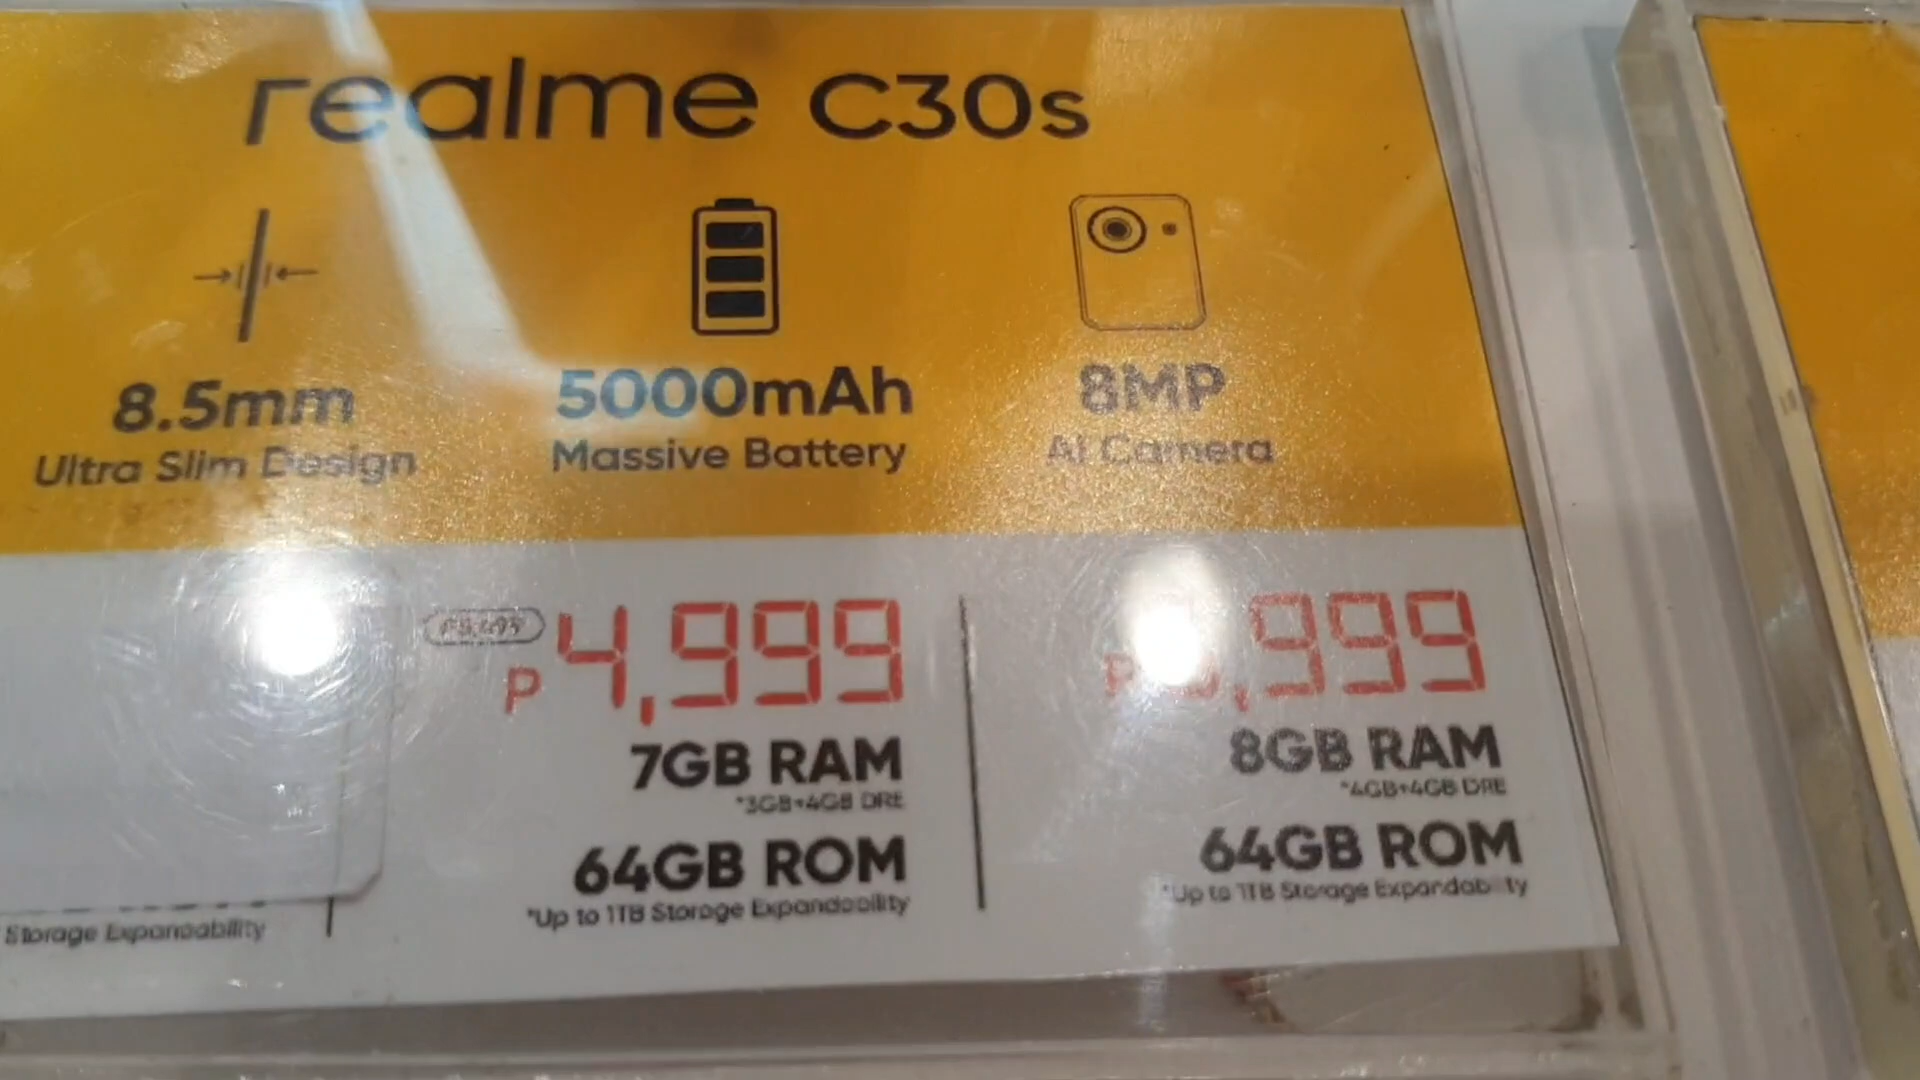 realme C30s
8.5mm
Ultra Slim Design
5000mAh
Massive Battery
8MP
AI Camera
P4,999
7GB RAM
*3GB+4GB DRE
64GB ROM
*Up to 1TB Storage Expandability
,999
8GB RAM
*4GB+4GB DRE
64GB ROM
*Up to 1TB Storage Expandability
Storage Expandability